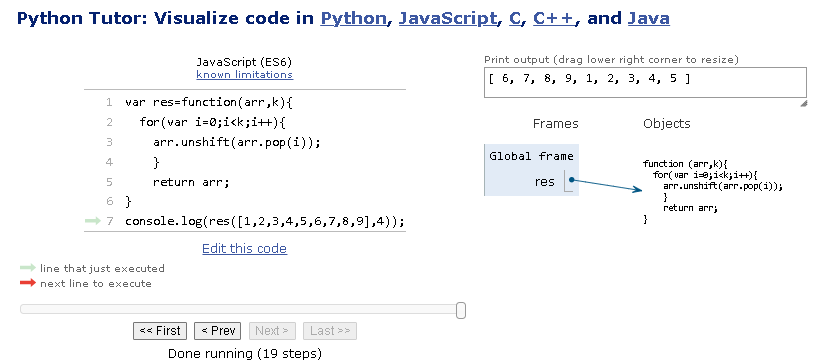 Python Tutor: Visualize code in Python, JavaScript, C, C++, and Java
JavaScript (ES6)
known limitations
1 var res=function(arr,k){
2 for(var i=0;i<k;i++){
3 arr.unshift(arr.pop(i));
4 }
5 return arr;
6 }
7 console.log(res([1,2,3,4,5,6,7,8,9],4));
Edit this code
line that just executed
next line to execute
<< First < Prev Next > Last >>
Done running (19 steps)
Print output (drag lower right corner to resize)
[ 6, 7, 8, 9, 1, 2, 3, 4, 5 ]
Frames Objects
Global frame
res
function (arr,k){
for(var i=0;i<k;i++){
arr.unshift(arr.pop(i));
}
return arr;
}